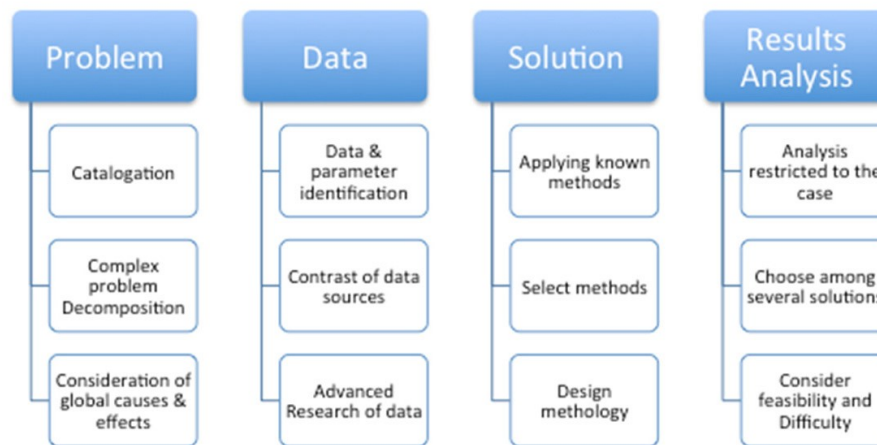 Problem
Catalogation
Complex
problem
Decomposition
Consideration of
global causes &
effects
Data
Data &
parameter
identification
Contrast of data
sources
Advanced
Research of data
Solution
Applying known
methods
Select methods
Design
methology
Results
Analysis
Analysis
restricted to the
case
Choose among
several solutions
Consider
feasibility and
Difficulty